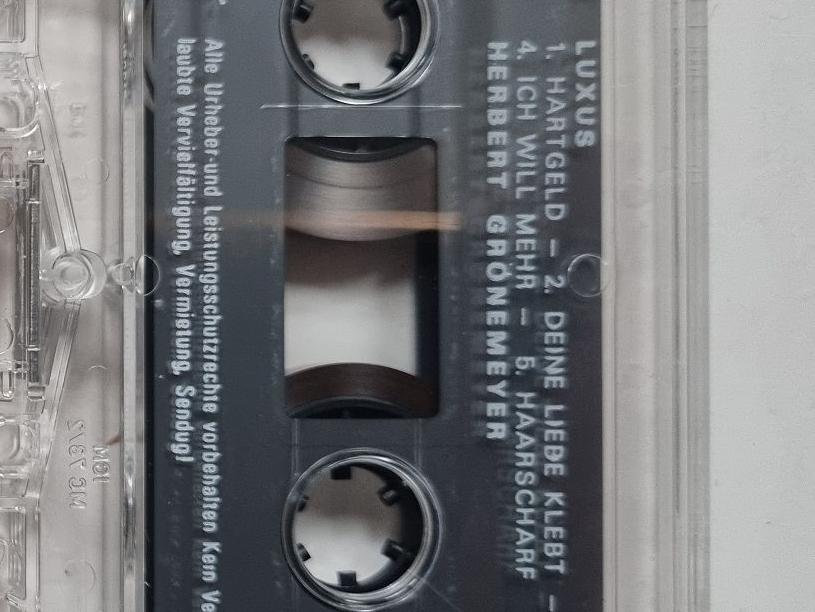 LUXUS
1. HARTGELD – 2. DEINE LIEBE KLEBT –
4. ICH WILL MEHR – 5. HAARSCHARF
HERBERT GRÖNEMEYER
Alle Urheber-und Leistungsschutzrechte vorbehalten Kein Ve
laubte Vervielfältigung, Vermietung, Sendug!